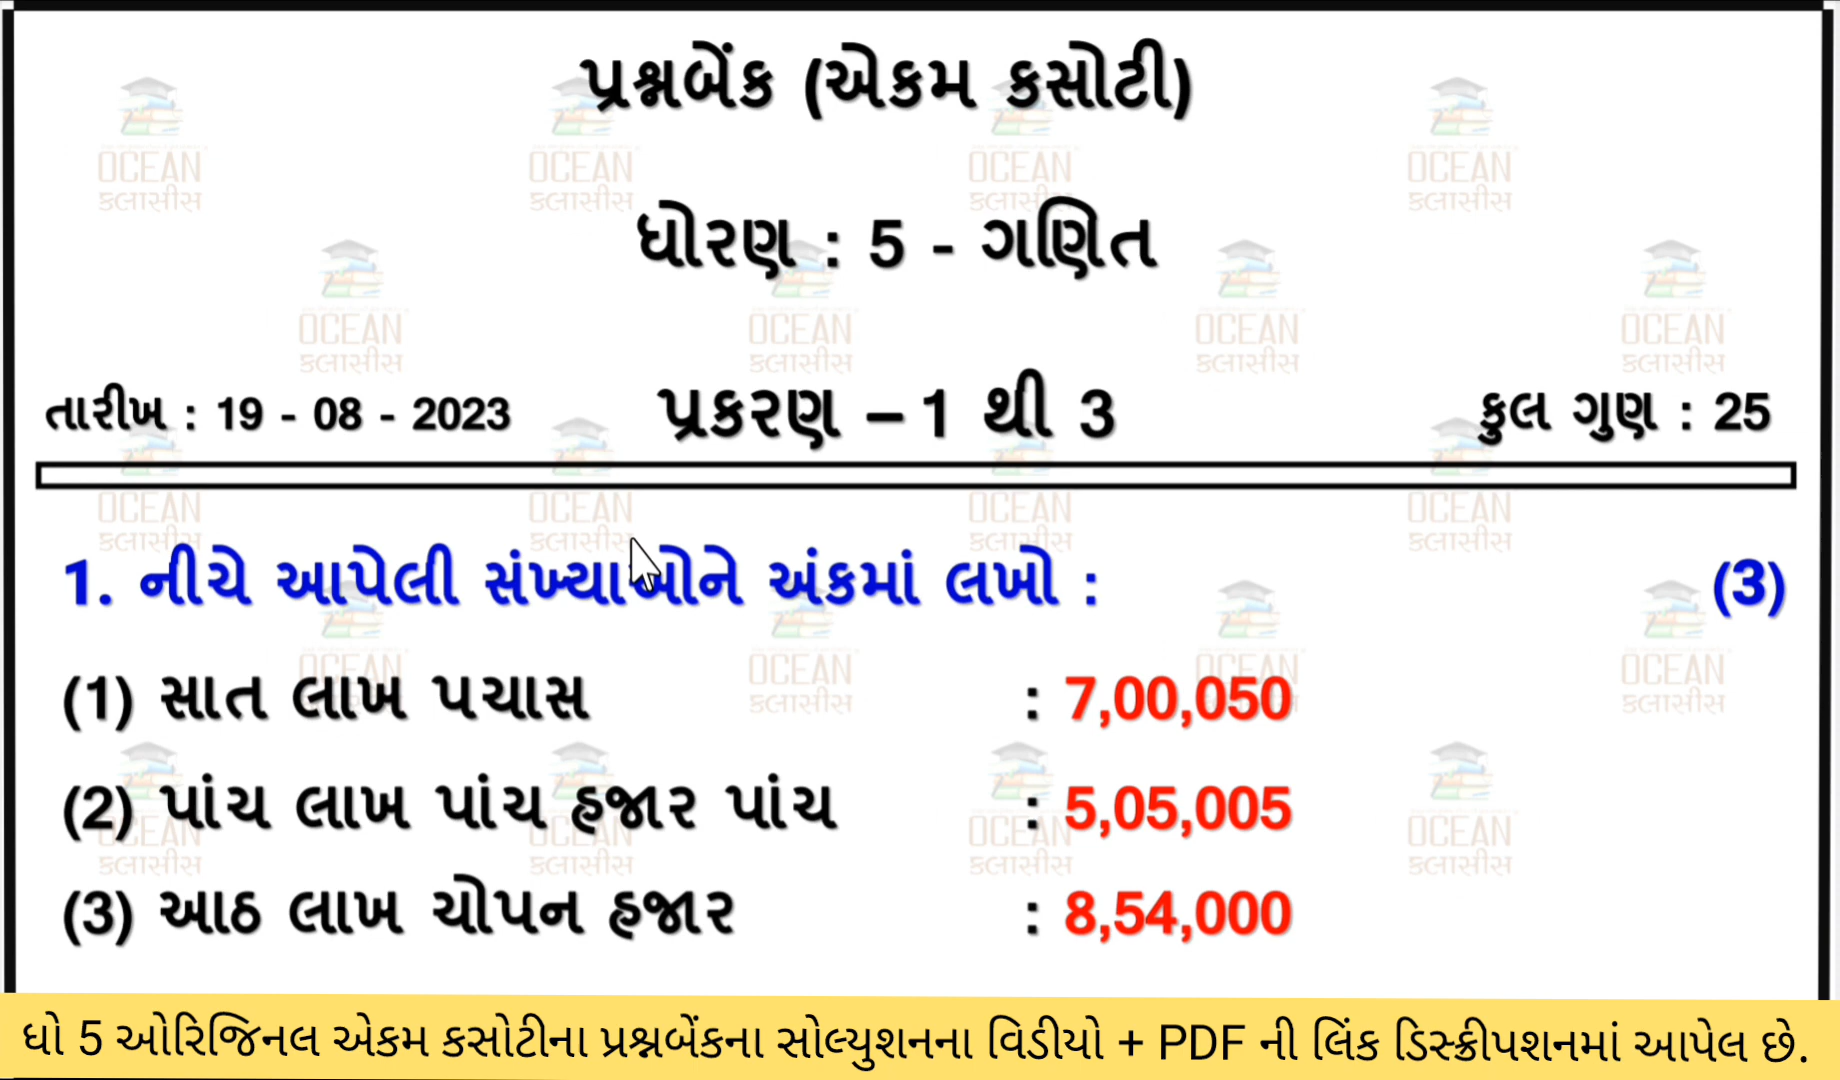 પ્રશ્નબેંક (એકમ કસોટી)
ધોરણ : 5 - ગણિત
તારીખ : 19 - 08 - 2023 પ્રકરણ – 1 થી 3 કુલ ગુણ : 25
1. નીચે આપેલી સંખ્યાઓને અંકમાં લખો : (3)
(1) સાત લાખ પચાસ : 7,00,050
(2) પાંચ લાખ પાંચ હજાર પાંચ : 5,05,005
(3) આઠ લાખ ચોપન હજાર : 8,54,000
ધો 5 ઓરિજિનલ એકમ કસોટીના પ્રશ્નબેંકના સોલ્યુશનના વિડીયો + PDF ની લિંક ડિસ્ક્રીપશનમાં આપેલ છે.
OCEAN
કલાસીસ